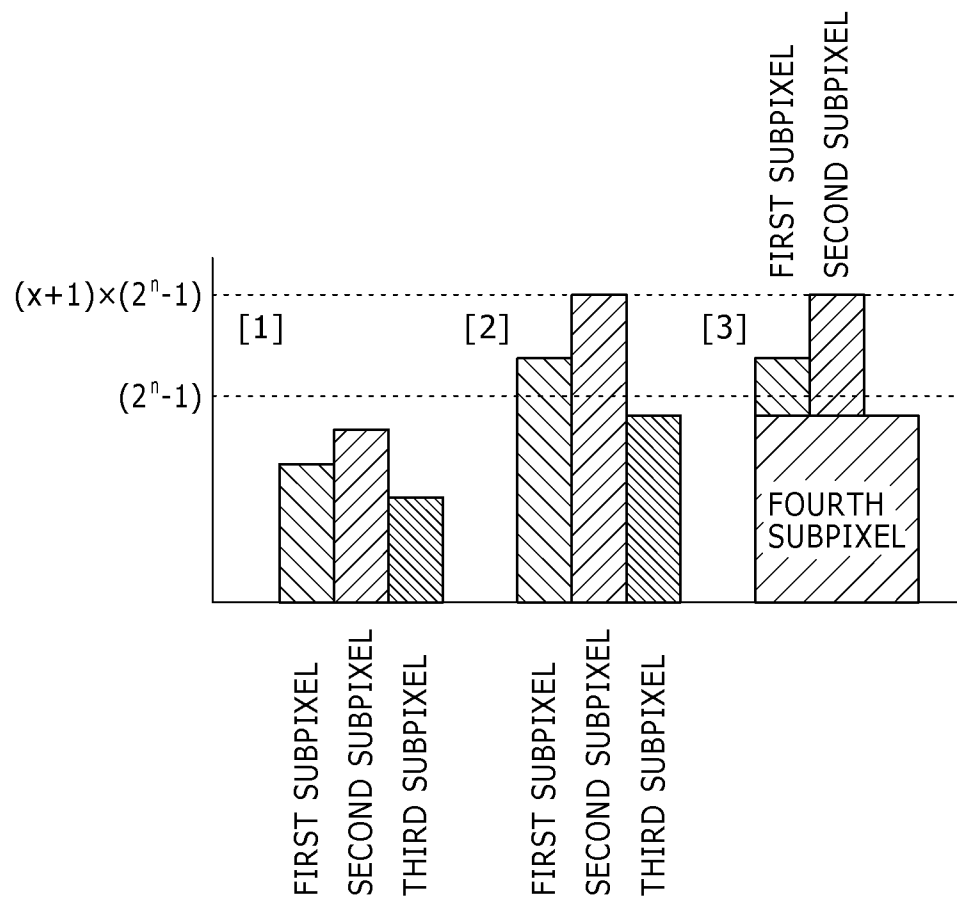 FIRST SUBPIXEL
SECOND SUBPIXEL
(x+1)×(2ⁿ-1)
[1]
[2]
[3]
(2ⁿ-1)
FOURTH
SUBPIXEL
FIRST SUBPIXEL
SECOND SUBPIXEL
THIRD SUBPIXEL
FIRST SUBPIXEL
SECOND SUBPIXEL
THIRD SUBPIXEL